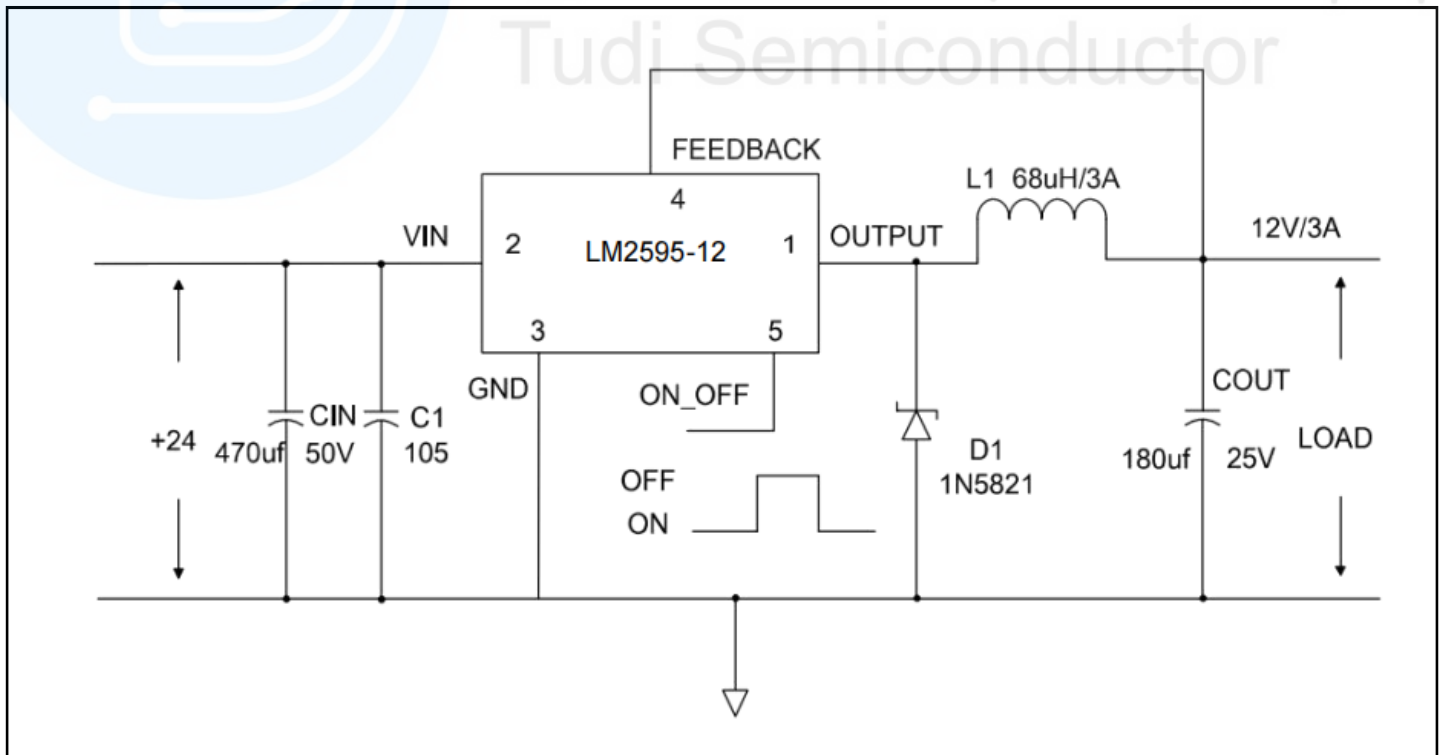 Tudi Semiconductor
FEEDBACK
4
L1 68uH/3A
VIN
2
LM2595-12
1
OUTPUT
12V/3A
3
5
GND
ON_OFF
COUT
+24
470uf
CIN
50V
C1
105
D1
1N5821
180uf
25V
LOAD
OFF
ON